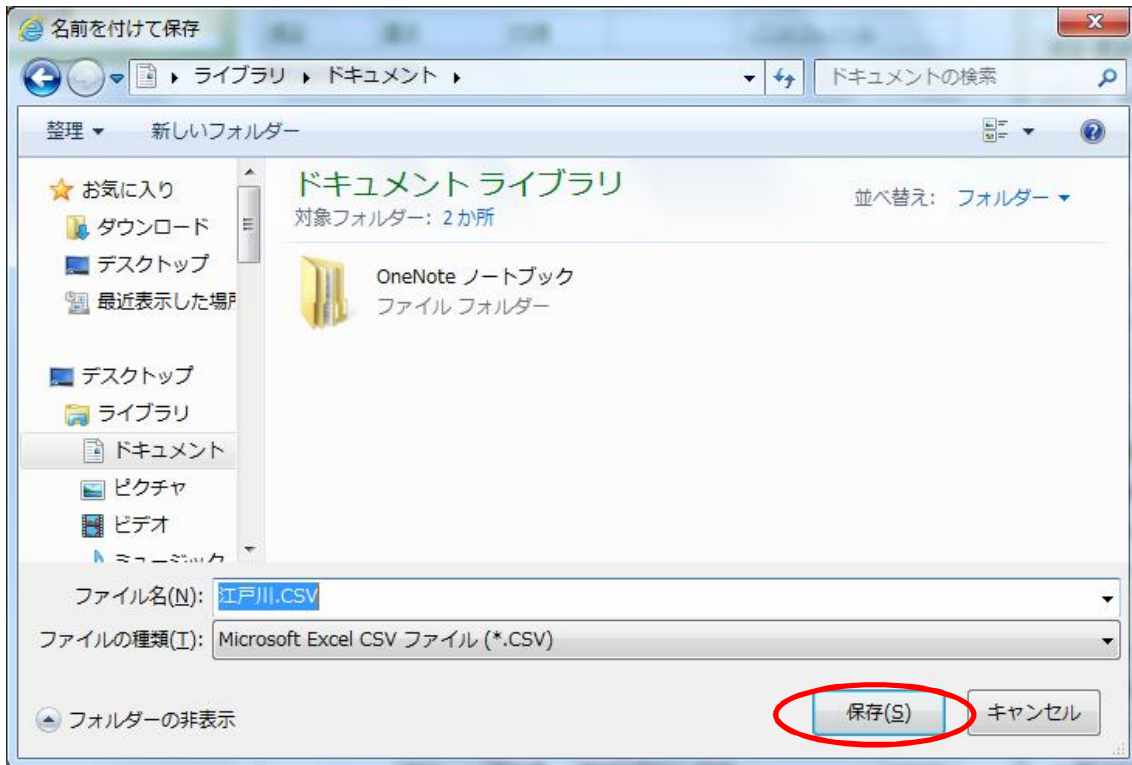 名前を付けて保存
ライブラリ ▸ ドキュメント ▸
ドキュメントの検索
整理 ▼ 新しいフォルダー
お気に入り
ダウンロード
デスクトップ
最近表示した場所
デスクトップ
ライブラリ
ドキュメント
ピクチャ
ビデオ
ミュージック
ドキュメント ライブラリ
対象フォルダー: 2 か所
並べ替え: フォルダー ▼
OneNote ノートブック
ファイル フォルダー
ファイル名(N): 江戸川.CSV
ファイルの種類(T): Microsoft Excel CSV ファイル (*.CSV)
フォルダーの非表示
保存(S)
キャンセル